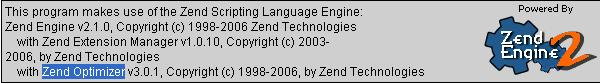 This program makes use of the Zend Scripting Language Engine:
Zend Engine v2.1.0, Copyright (c) 1998-2006 Zend Technologies
with Zend Extension Manager v1.0.10, Copyright (c) 2003-
2006, by Zend Technologies
with Zend Optimizer v3.0.1, Copyright (c) 1998-2006, by Zend Technologies
Powered By
Zend
Engine 2